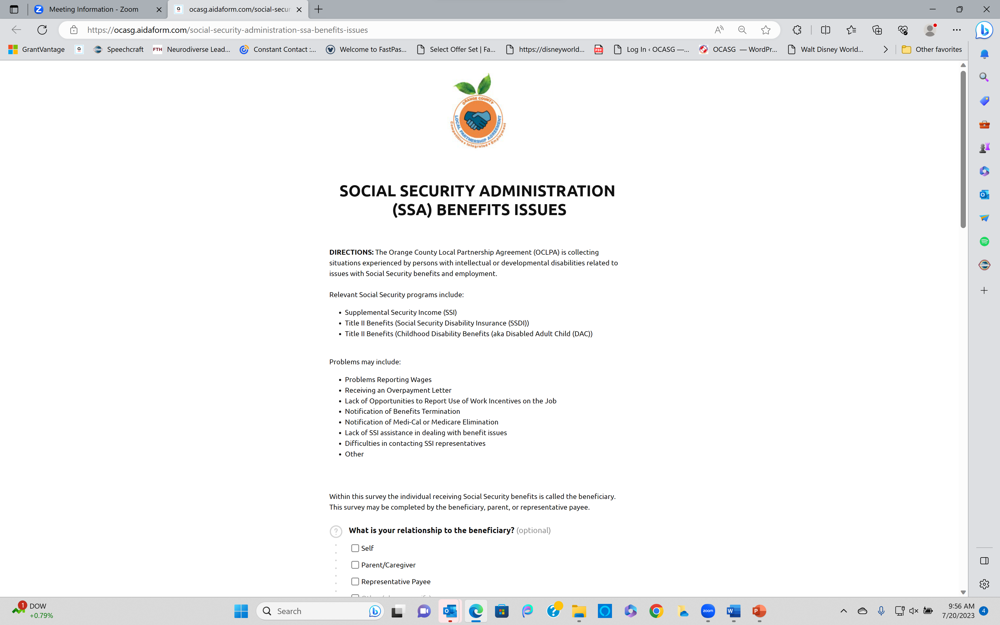 Meeting Information - Zoom
ocasg.aidaform.com/social-secur
https://ocasg.aidaform.com/social-security-administration-ssa-benefits-issues
GrantVantage
Speechcraft
FTH Neurodiverse Lead...
Constant Contact :...
Welcome to FastPas...
Select Offer Set | Fa...
https://disneyworld...
PDF
Log In ‹ OCASG —...
OCASG — WordPr...
Walt Disney World...
Other favorites
ORANGE COUNTY
LOCAL PARTNERSHIP AGREEMENT
Competitive • Integrated • Employment
SOCIAL SECURITY ADMINISTRATION
(SSA) BENEFITS ISSUES
DIRECTIONS: The Orange County Local Partnership Agreement (OCLPA) is collecting
situations experienced by persons with intellectual or developmental disabilities related to
issues with Social Security benefits and employment.
Relevant Social Security programs include:
• Supplemental Security Income (SSI)
• Title II Benefits (Social Security Disability Insurance (SSDI))
• Title II Benefits (Childhood Disability Benefits (aka Disabled Adult Child (DAC))
Problems may include:
• Problems Reporting Wages
• Receiving an Overpayment Letter
• Lack of Opportunities to Report Use of Work Incentives on the Job
• Notification of Benefits Termination
• Notification of Medi-Cal or Medicare Elimination
• Lack of SSI assistance in dealing with benefit issues
• Difficulties in contacting SSI representatives
• Other
Within this survey the individual receiving Social Security benefits is called the beneficiary.
This survey may be completed by the beneficiary, parent, or representative payee.
? What is your relationship to the beneficiary? (optional)
Self
Parent/Caregiver
Representative Payee
1 DOW
+0.79%
Search
zoom
9:56 AM
7/20/2023
4